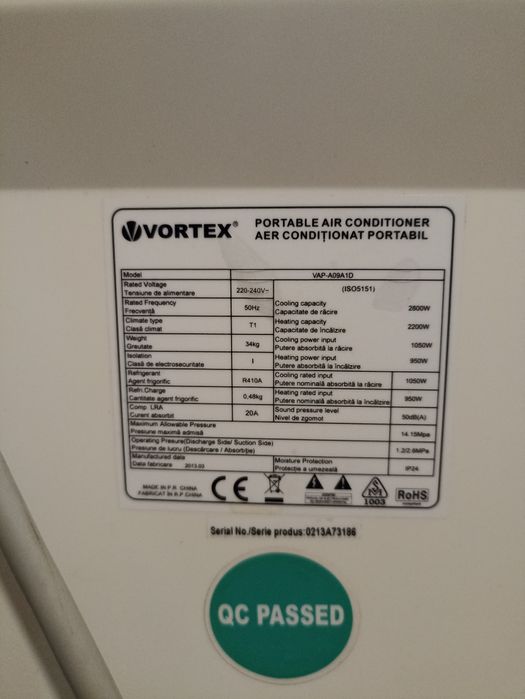 VORTEX®
PORTABLE AIR CONDITIONER
AER CONDIȚIONAT PORTABIL
Model VAP-A09A1D
Rated Voltage
Tensiune de alimentare
220-240V~
(ISO5151)
Rated Frequency
Frecvență
50Hz
Cooling capacity
Capacitate de răcire
2600W
Climate type
Clasă climat
T1
Heating capacity
Capacitate de încălzire
2200W
Weight
Greutate
34kg
Cooling power input
Putere absorbită la răcire
1050W
Isolation
Clasă de electrosecuritate
I
Heating power input
Putere absorbită la încălzire
950W
Refrigerant
Agent frigorific
R410A
Cooling rated input
Putere nominală absorbită la răcire
1050W
Refri.Charge
Cantitate agent frigorific
0,48kg
Heating rated input
Putere nominală absorbită la încălzire
950W
Comp LRA
Curent absorbit
20A
Sound pressure level
Nivel de zgomot
50dB(A)
Maximum Allowable Pressure
Presiune maximă admisă
14.15Mpa
Operating Presure(Discharge Side/ Suction Side)
Presiune de lucru (Descărcare / Absorbție)
1.2/2.6MPa
Manufactured data
Data fabricare 2013.03
Moisture Protection
Protecție a umezeală
IP24
MADE IN P.R. CHINA
FABRICAT ÎN R.P CHINA
CE
1003
RoHS
Serial No./Serie produs:0213A73186
QC PASSED